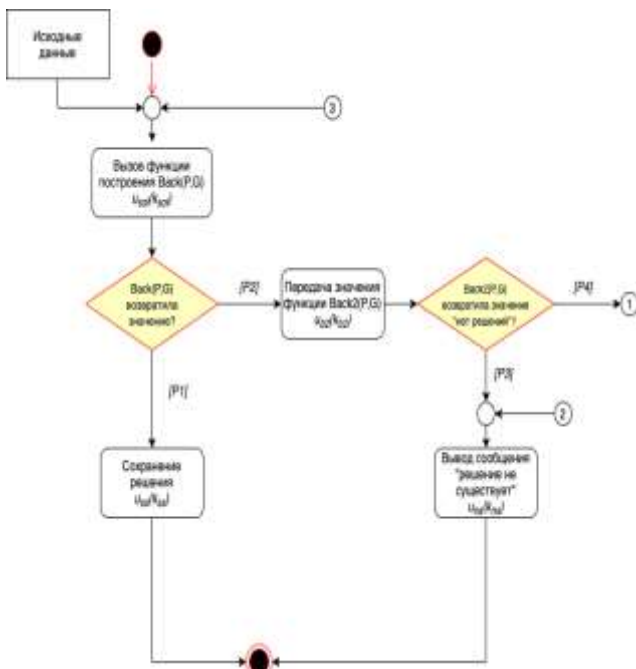 Исходные
данные
3
Вызов функции
построения Back(P,G)
Back(P,G)
возвратила
значение?
[P2]
Передача значения
функции Back2(P,G)
Back2(P,G)
возвратила значение
"нет решений"?
[P4]
1
[P1]
[P3]
2
Сохранение
решения
Вывод сообщения
"решение не
существует"